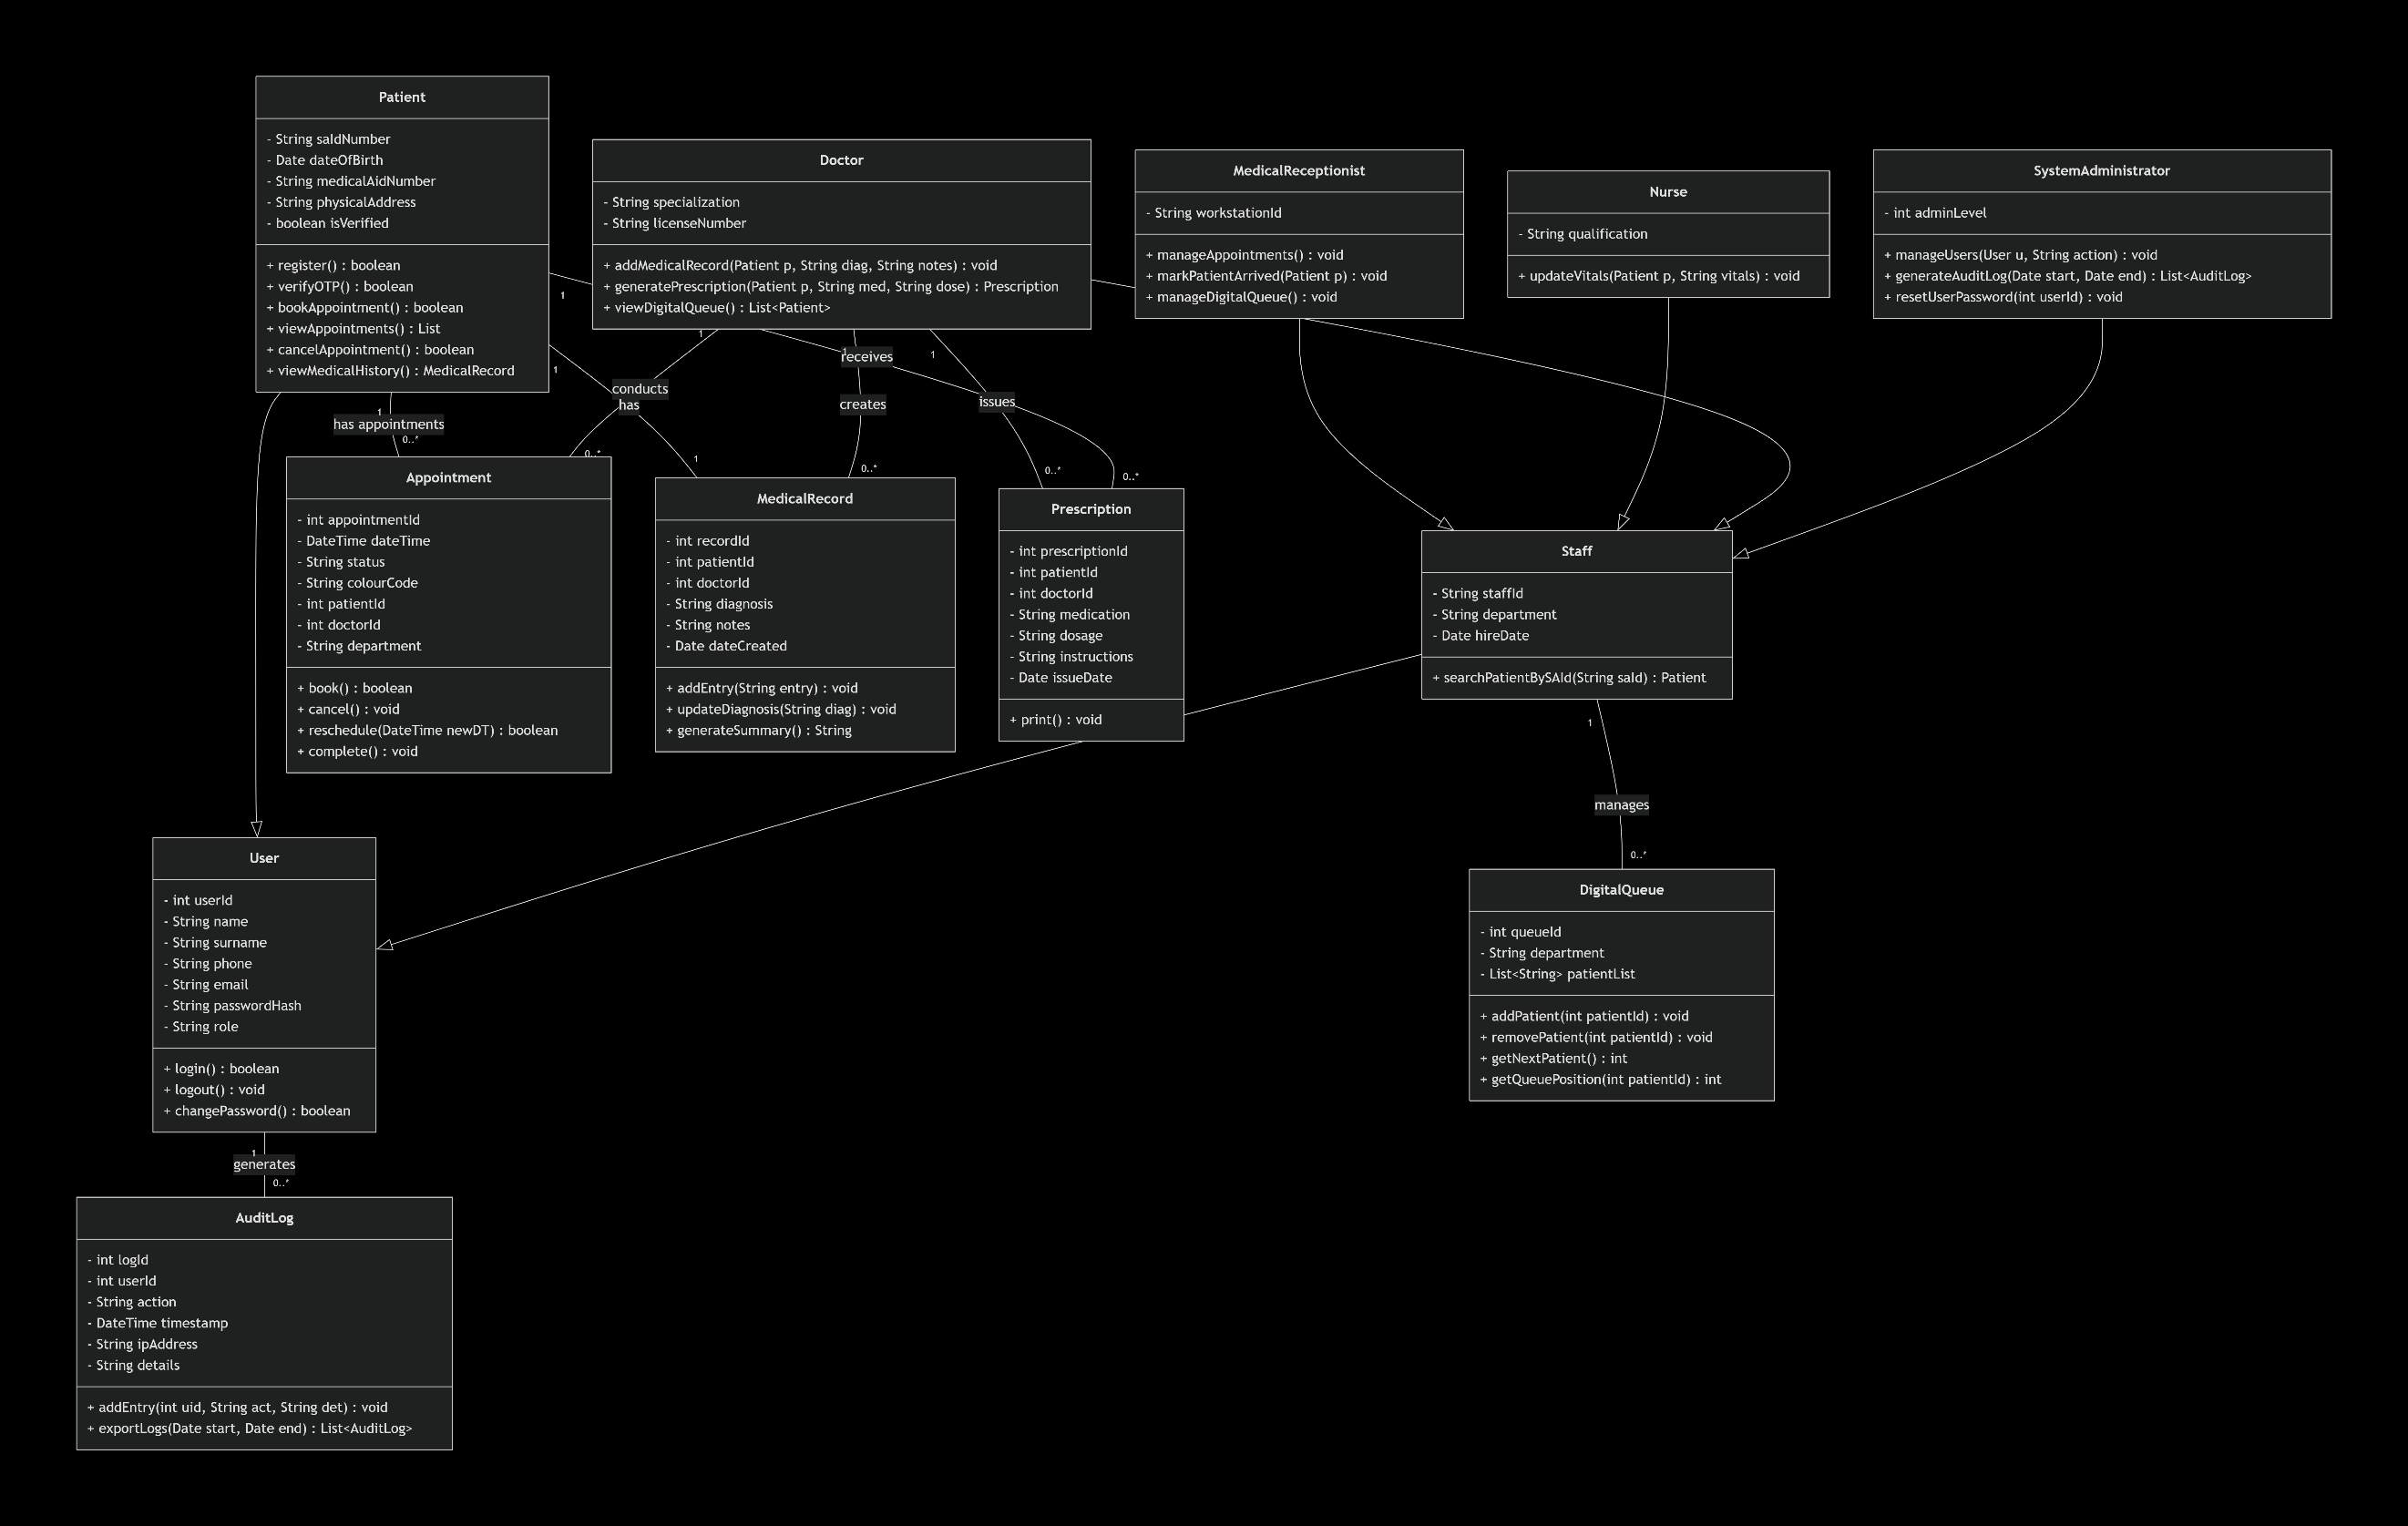 Patient
- String saIdNumber
- Date dateOfBirth
- String medicalAidNumber
- String physicalAddress
- boolean isVerified
+ register() : boolean
+ verifyOTP() : boolean
+ bookAppointment() : boolean
+ viewAppointments() : List
+ cancelAppointment() : boolean
+ viewMedicalHistory() : MedicalRecord
Doctor
- String specialization
- String licenseNumber
+ addMedicalRecord(Patient p, String diag, String notes) : void
+ generatePrescription(Patient p, String med, String dose) : Prescription
+ viewDigitalQueue() : List<Patient>
MedicalReceptionist
- String workstationId
+ manageAppointments() : void
+ markPatientArrived(Patient p) : void
+ manageDigitalQueue() : void
Nurse
- String qualification
+ updateVitals(Patient p, String vitals) : void
SystemAdministrator
- int adminLevel
+ manageUsers(User u, String action) : void
+ generateAuditLog(Date start, Date end) : List<AuditLog>
+ resetUserPassword(int userId) : void
1
1
1
1
1
receives
conducts
has
creates
issues
1
has appointments
0..*
0..*
1
0..*
0..*
0..*
Appointment
- int appointmentId
- DateTime dateTime
- String status
- String colourCode
- int patientId
- int doctorId
- String department
+ book() : boolean
+ cancel() : void
+ reschedule(DateTime newDT) : boolean
+ complete() : void
MedicalRecord
- int recordId
- int patientId
- int doctorId
- String diagnosis
- String notes
- Date dateCreated
+ addEntry(String entry) : void
+ updateDiagnosis(String diag) : void
+ generateSummary() : String
Prescription
- int prescriptionId
- int patientId
- int doctorId
- String medication
- String dosage
- String instructions
- Date issueDate
+ print() : void
Staff
- String staffId
- String department
- Date hireDate
+ searchPatientBySAId(String saId) : Patient
1
manages
0..*
User
- int userId
- String name
- String surname
- String phone
- String email
- String passwordHash
- String role
+ login() : boolean
+ logout() : void
+ changePassword() : boolean
DigitalQueue
- int queueId
- String department
- List<String> patientList
+ addPatient(int patientId) : void
+ removePatient(int patientId) : void
+ getNextPatient() : int
+ getQueuePosition(int patientId) : int
1
generates
0..*
AuditLog
- int logId
- int userId
- String action
- DateTime timestamp
- String ipAddress
- String details
+ addEntry(int uid, String act, String det) : void
+ exportLogs(Date start, Date end) : List<AuditLog>